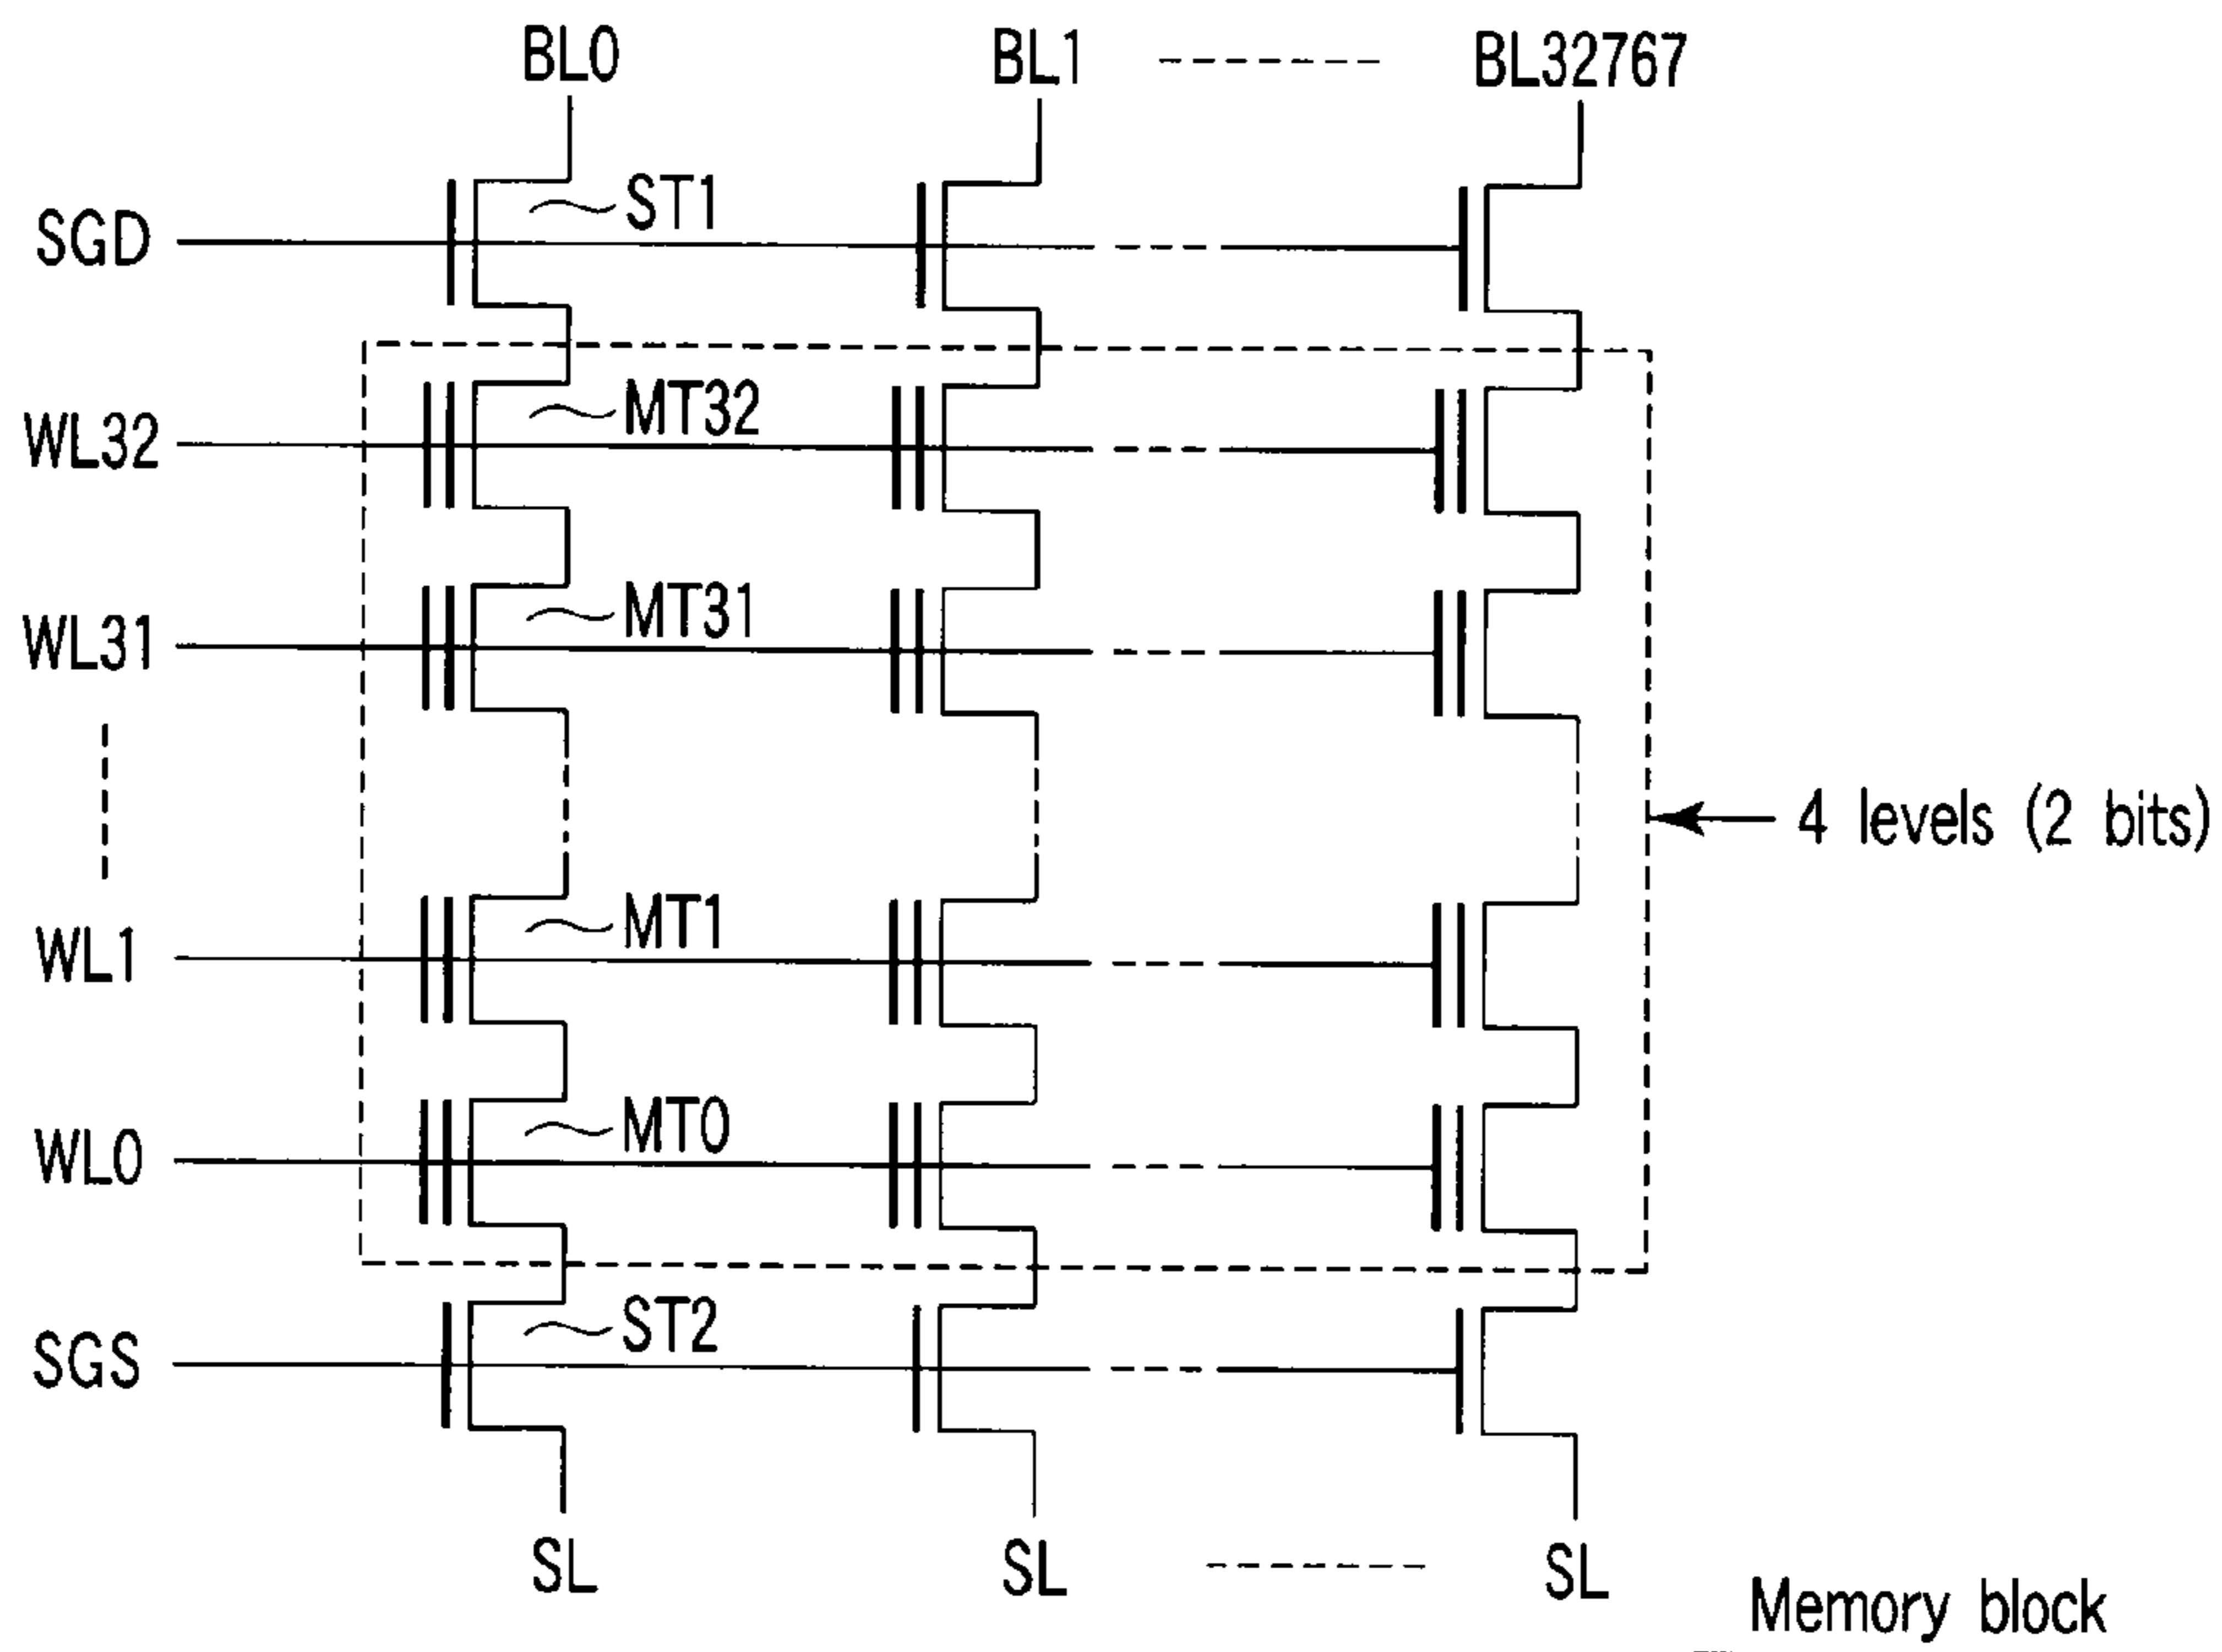 BL0 BL1 BL32767
ST1
SGD
MT32
WL32
MT31
WL31
4 levels (2 bits)
MT1
WL1
MT0
WL0
ST2
SGS
SL SL SL
Memory block